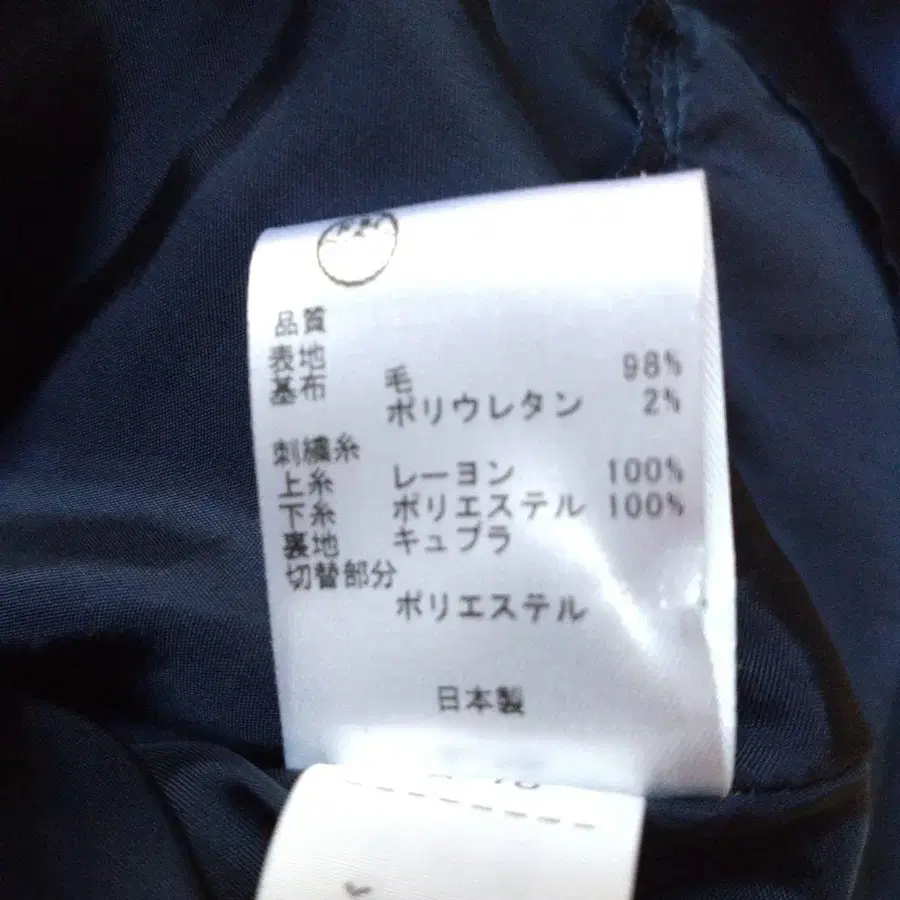 品質
表地
基布 毛 98%
ポリウレタン 2%
刺繍糸
上糸 レーヨン 100%
下糸 ポリエステル 100%
裏地 キュプラ
切替部分
ポリエステル
日本製